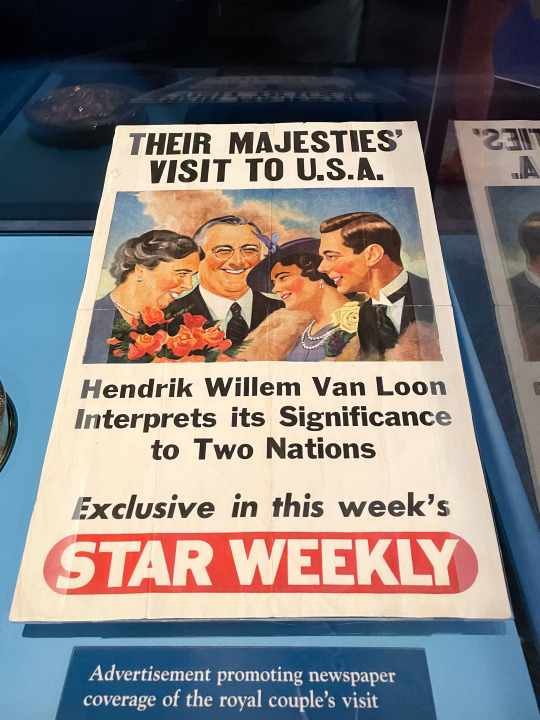 THEIR MAJESTIES'
VISIT TO U.S.A.
Hendrik Willem Van Loon
Interprets its Significance
to Two Nations
Exclusive in this week's
STAR WEEKLY
Advertisement promoting newspaper
coverage of the royal couple's visit